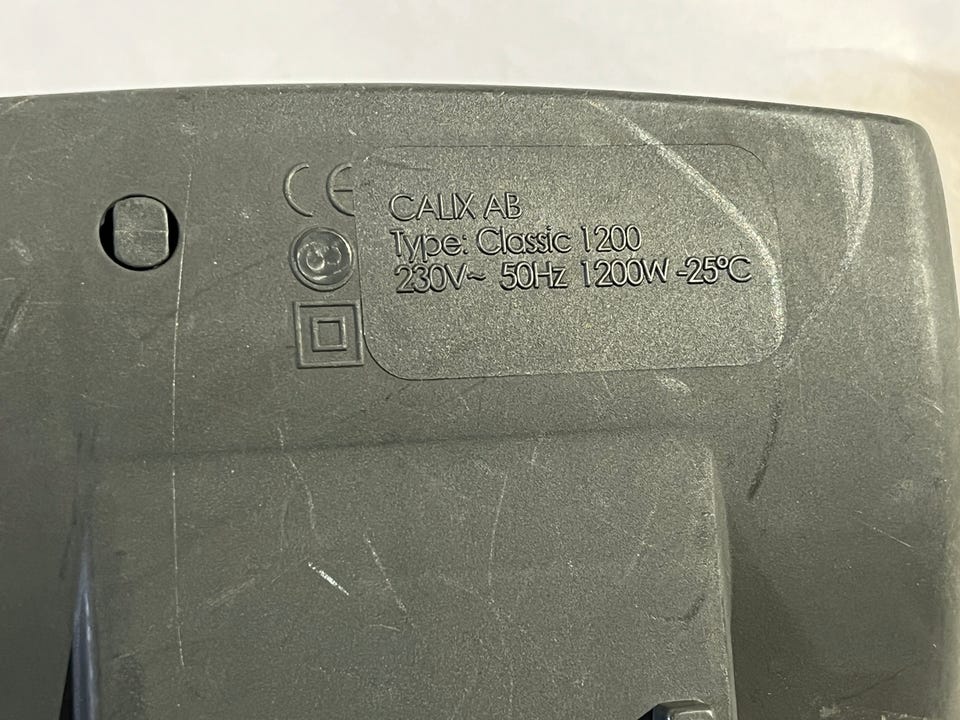 CE
CALIX AB
Type: Classic 1200
230V~ 50Hz 1200W -25°C